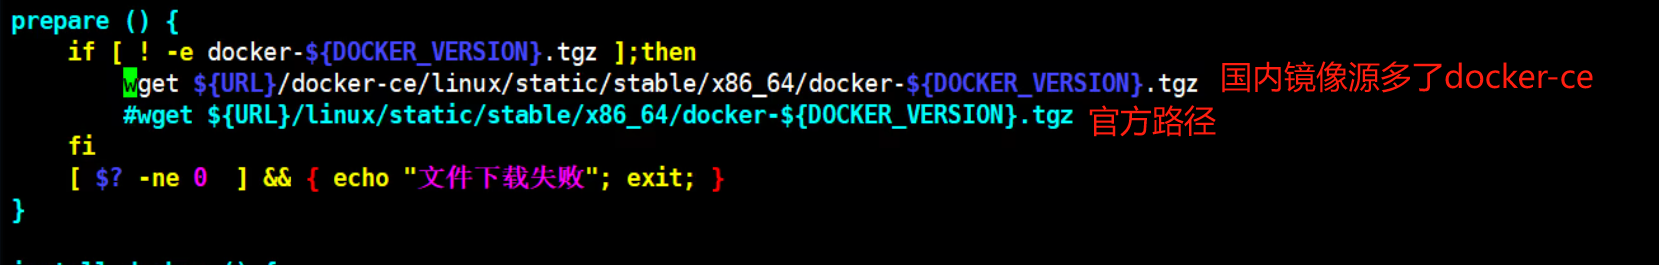 prepare () {
if [ ! -e docker-${DOCKER_VERSION}.tgz ];then
wget ${URL}/docker-ce/linux/static/stable/x86_64/docker-${DOCKER_VERSION}.tgz 国内镜像源多了docker-ce
#wget ${URL}/linux/static/stable/x86_64/docker-${DOCKER_VERSION}.tgz 官方路径
fi
[ $? -ne 0  ] && { echo "文件下载失败"; exit; }
}